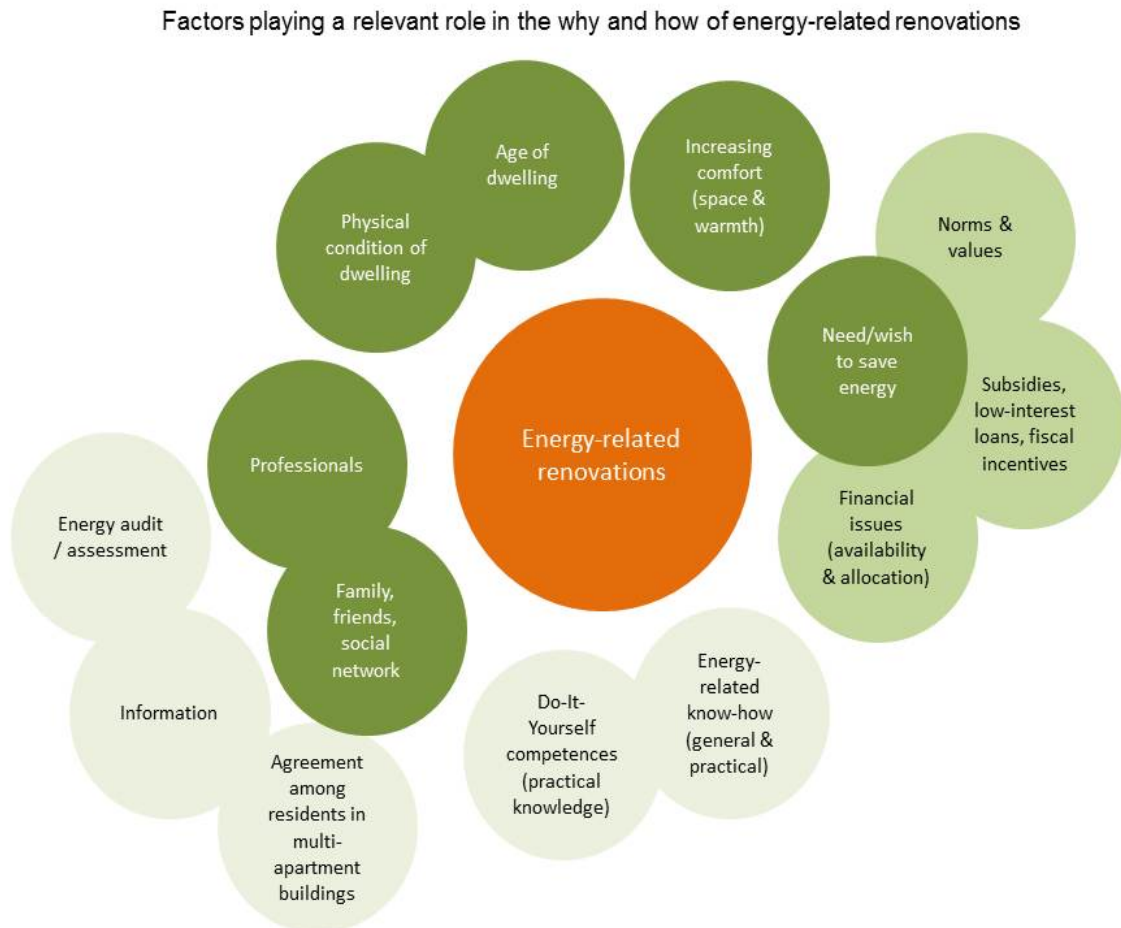 Factors playing a relevant role in the why and how of energy-related renovations
Age of
dwelling
Increasing
comfort
(space &
warmth)
Physical
condition of
dwelling
Norms &
values
Need/wish
to save
energy
Subsidies,
low-interest
loans, fiscal
incentives
Energy-related
renovations
Professionals
Financial
issues
(availability
& allocation)
Energy audit
/ assessment
Family,
friends,
social
network
Energy-
related
know-how
(general &
practical)
Do-It-
Yourself
competences
(practical
knowledge)
Information
Agreement
among
residents in
multi-
apartment
buildings